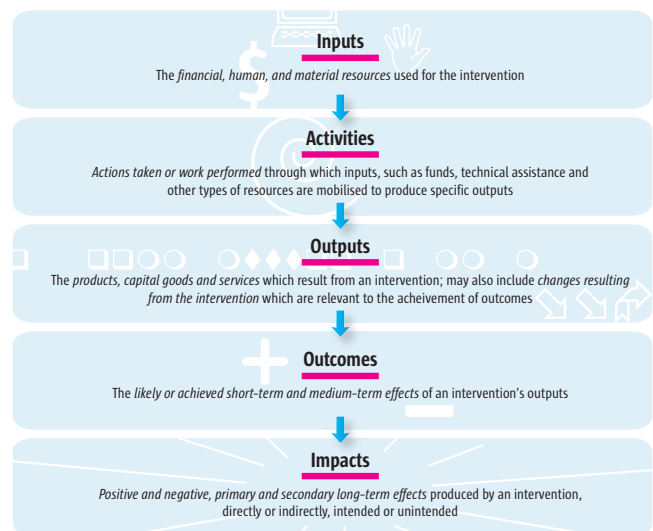 Inputs
The financial, human, and material resources used for the intervention
Activities
Actions taken or work performed through which inputs, such as funds, technical assistance and
other types of resources are mobilised to produce specific outputs
Outputs
The products, capital goods and services which result from an intervention; may also include changes resulting
from the intervention which are relevant to the acheivement of outcomes
Outcomes
The likely or achieved short-term and medium-term effects of an intervention's outputs
Impacts
Positive and negative, primary and secondary long-term effects produced by an intervention,
directly or indirectly, intended or unintended